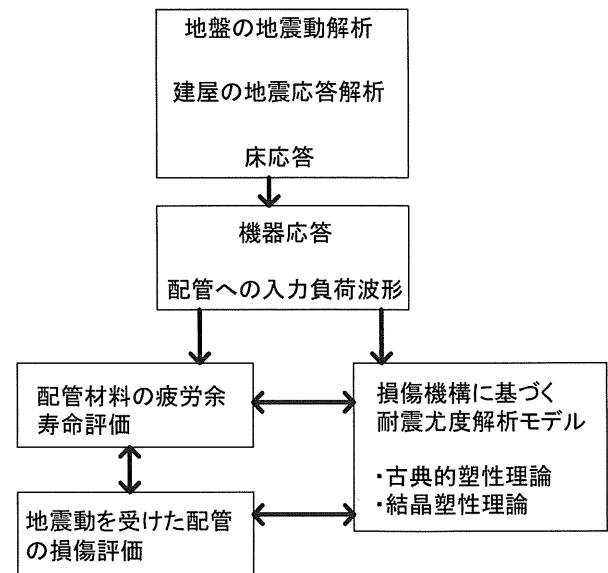 地盤の地震動解析
建屋の地震応答解析
床応答
機器応答
配管への入力負荷波形
配管材料の疲労余
寿命評価
損傷機構に基づく
耐震尤度解析モデル
・古典的塑性理論
・結晶塑性理論
地震動を受けた配管
の損傷評価